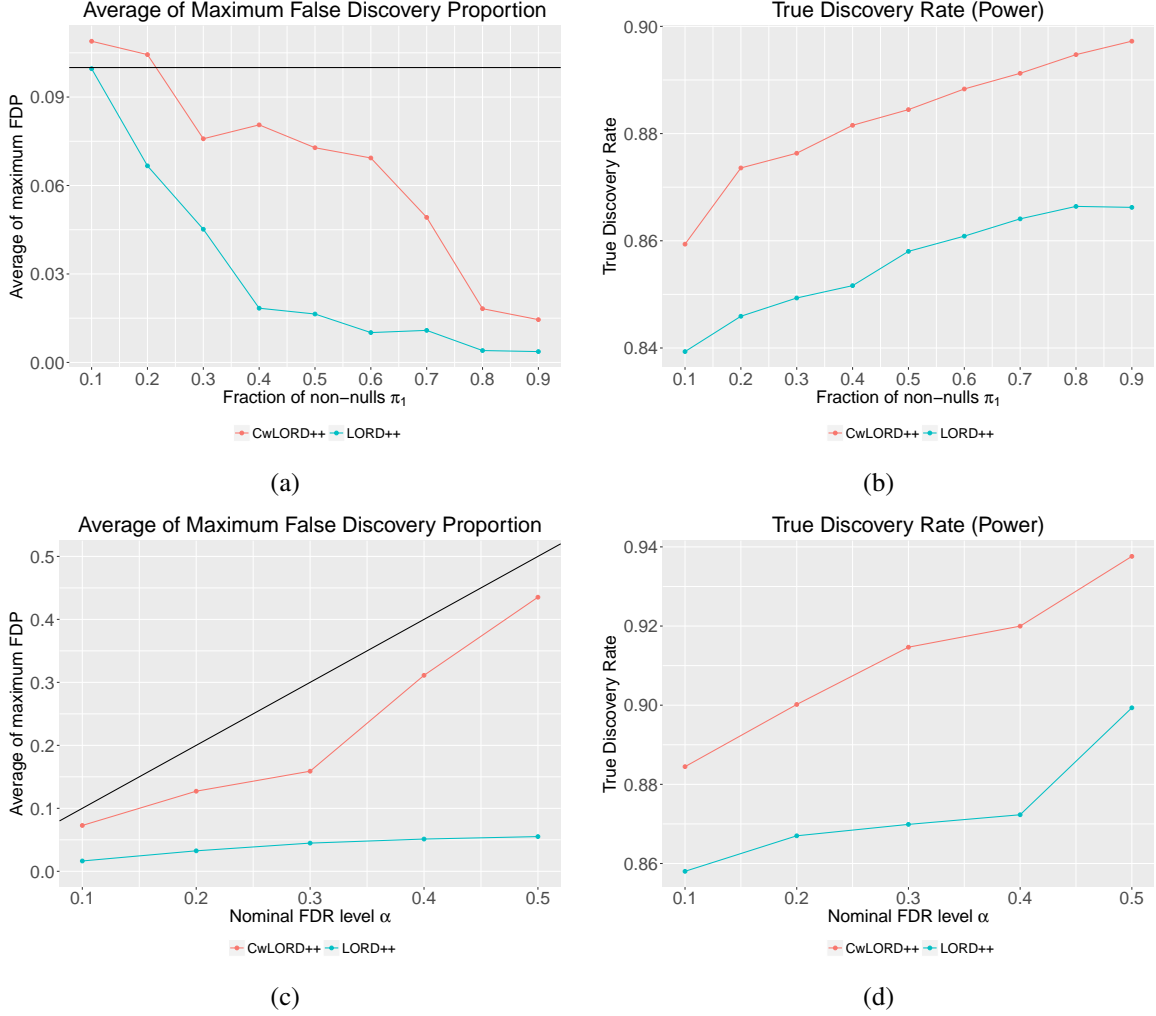 Average of Maximum False Discovery Proportion
Average of maximum FDP
0.09
0.06
0.03
0.00
0.1 0.2 0.3 0.4 0.5 0.6 0.7 0.8 0.9
Fraction of non−nulls π1
CwLORD++ LORD++
(a)
True Discovery Rate (Power)
True Discovery Rate
0.90
0.88
0.86
0.84
0.1 0.2 0.3 0.4 0.5 0.6 0.7 0.8 0.9
Fraction of non−nulls π1
CwLORD++ LORD++
(b)
Average of Maximum False Discovery Proportion
Average of maximum FDP
0.5
0.4
0.3
0.2
0.1
0.0
0.1 0.2 0.3 0.4 0.5
Nominal FDR level α
CwLORD++ LORD++
(c)
True Discovery Rate (Power)
True Discovery Rate
0.94
0.92
0.90
0.88
0.86
0.1 0.2 0.3 0.4 0.5
Nominal FDR level α
CwLORD++ LORD++
(d)